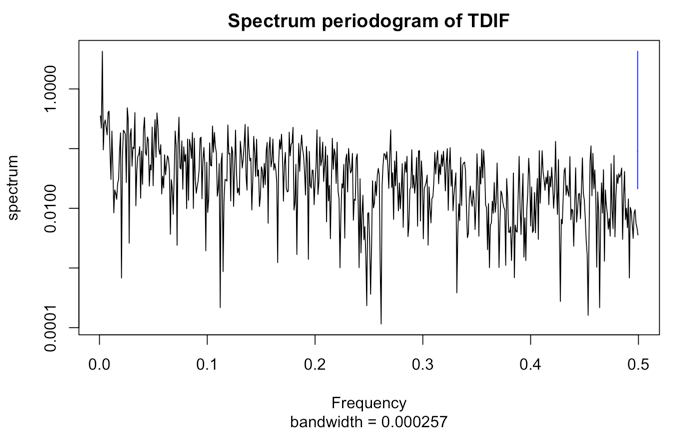 Spectrum periodogram of TDIF
spectrum
1.0000
0.0100
0.0001
0.0
0.1
0.2
0.3
0.4
0.5
Frequency
bandwidth = 0.000257